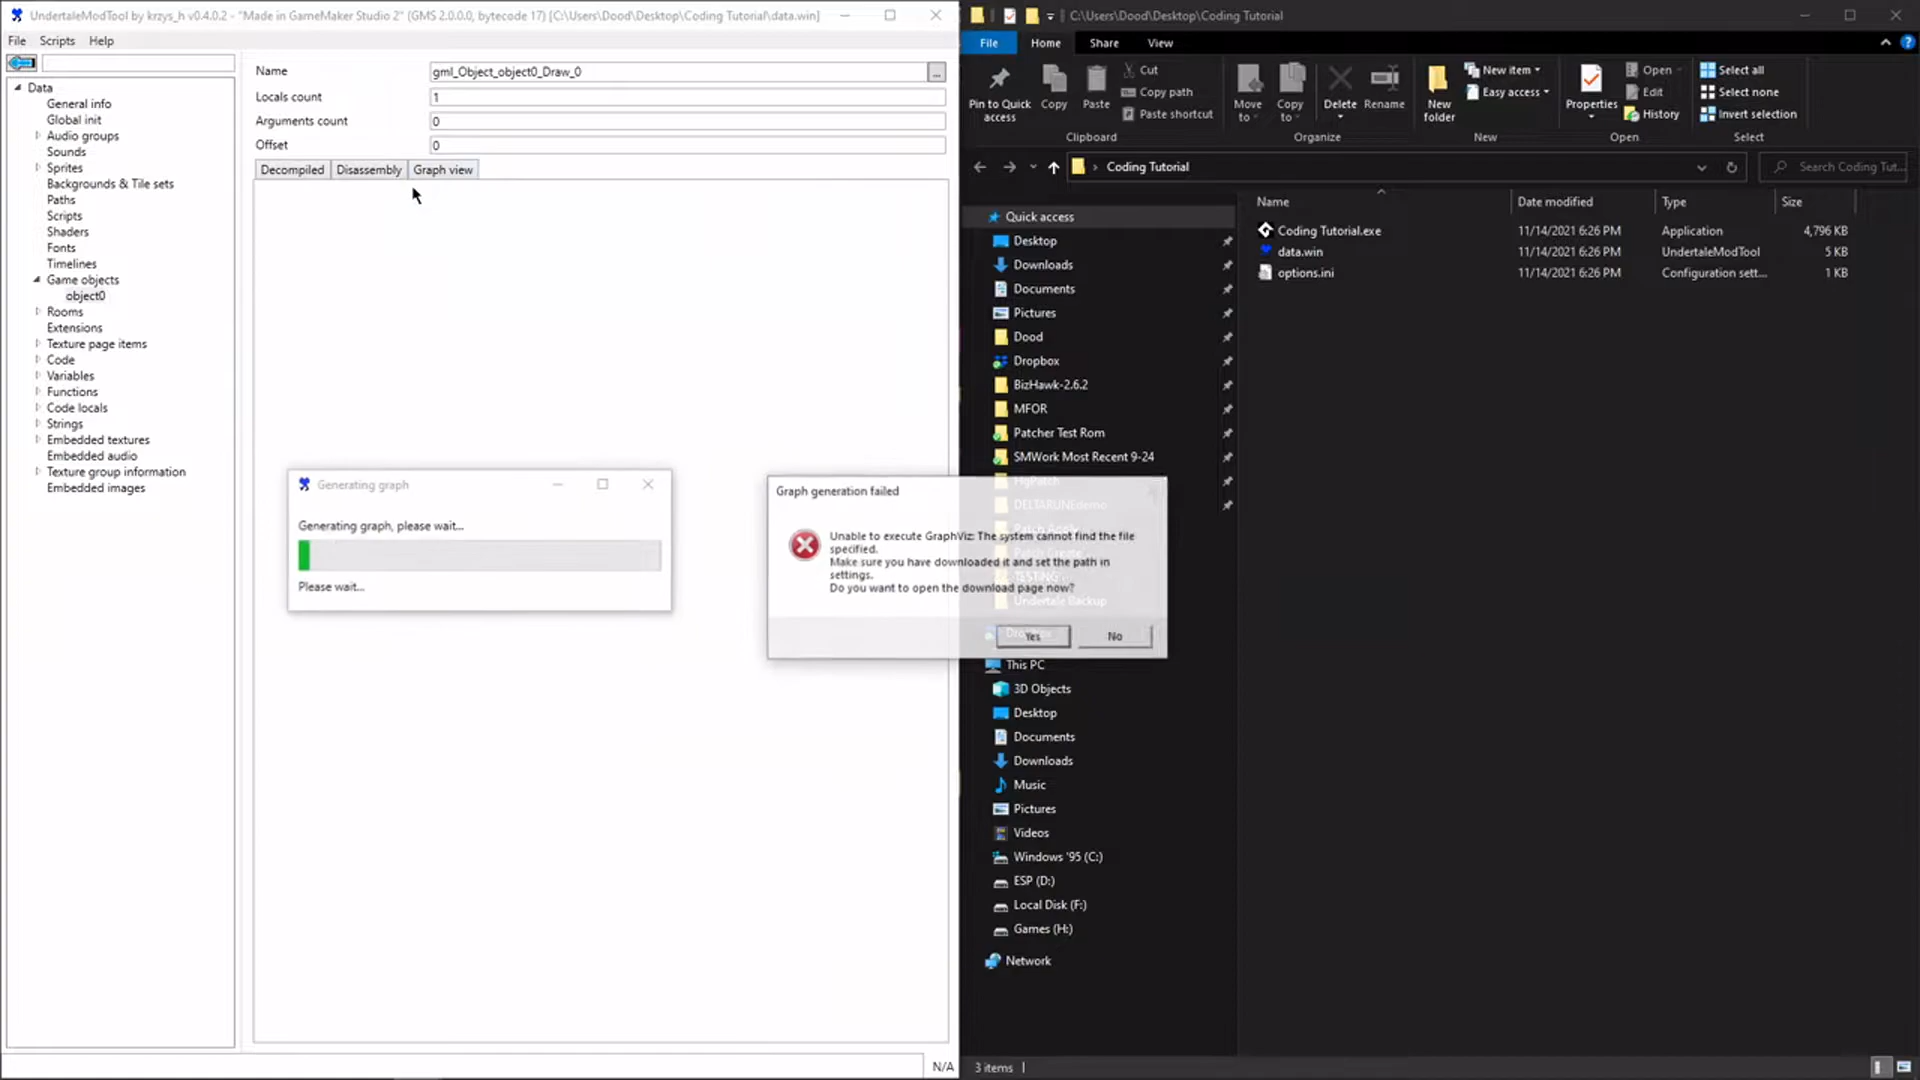 UndertaleModTool by krzys_h v0.4.0.2 - "Made in GameMaker Studio 2" (GMS 2.0.0.0, bytecode 17) [C:\Users\Dood\Desktop\Coding Tutorial\data.win]
File Scripts Help
Data
General info
Global init
Audio groups
Sounds
Sprites
Backgrounds & Tile sets
Paths
Scripts
Shaders
Fonts
Timelines
Game objects
object0
Rooms
Extensions
Texture page items
Code
Variables
Functions
Code locals
Strings
Embedded textures
Embedded audio
Texture group information
Embedded images
Name gml_Object_object0_Draw_0 ...
Locals count 1
Arguments count 0
Offset 0
Decompiled Disassembly Graph view
Generating graph
Generating graph, please wait...
Please wait...
N/A
Graph generation failed
Unable to execute GraphViz: The system cannot find the file
specified.
Make sure you have downloaded it and set the path in
settings.
Do you want to open the download page now?
Yes No
C:\Users\Dood\Desktop\Coding Tutorial
File Home Share View
Pin to Quick access
Copy
Paste
Cut
Copy path
Paste shortcut
Clipboard
Move to
Copy to
Delete
Rename
Organize
New folder
New item
Easy access
New
Properties
Open
Edit
History
Open
Select all
Select none
Invert selection
Select
Coding Tutorial
Search Coding Tut...
Name Date modified Type Size
Coding Tutorial.exe 11/14/2021 6:26 PM Application 4,796 KB
data.win 11/14/2021 6:26 PM UndertaleModTool 5 KB
options.ini 11/14/2021 6:26 PM Configuration sett... 1 KB
Quick access
Desktop
Downloads
Documents
Pictures
Dood
Dropbox
BizHawk-2.6.2
MFOR
Patcher Test Rom
SMWork Most Recent 9-24
HgPatch
DELTARUNEdemo
TESTING
Undertale Backup
This PC
3D Objects
Desktop
Documents
Downloads
Music
Pictures
Videos
Windows '95 (C:)
ESP (D:)
Local Disk (F:)
Games (H:)
Network
3 items